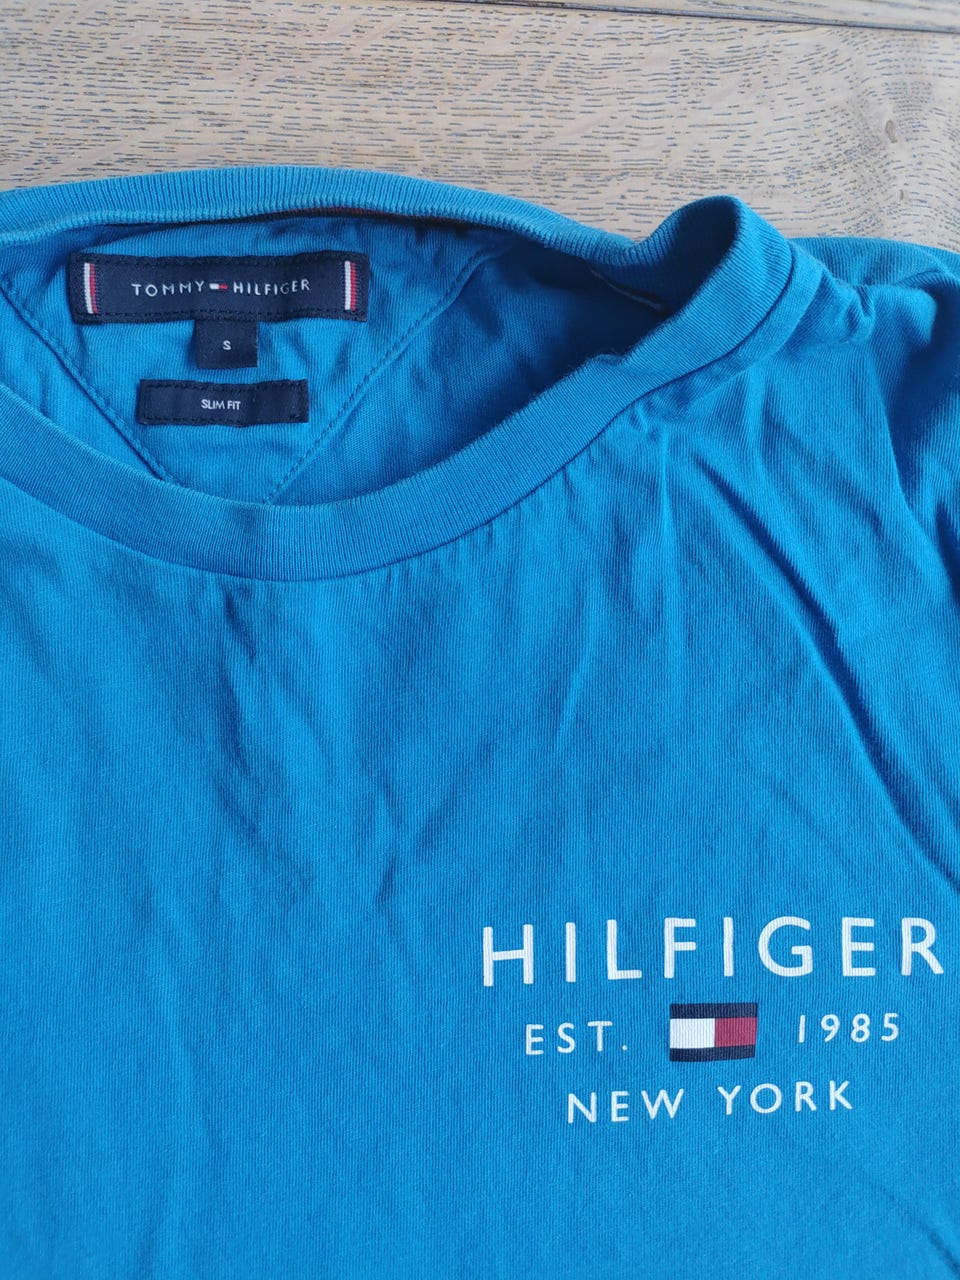 TOMMY HILFIGER
S
SLIM FIT
HILFIGER
EST. 1985
NEW YORK